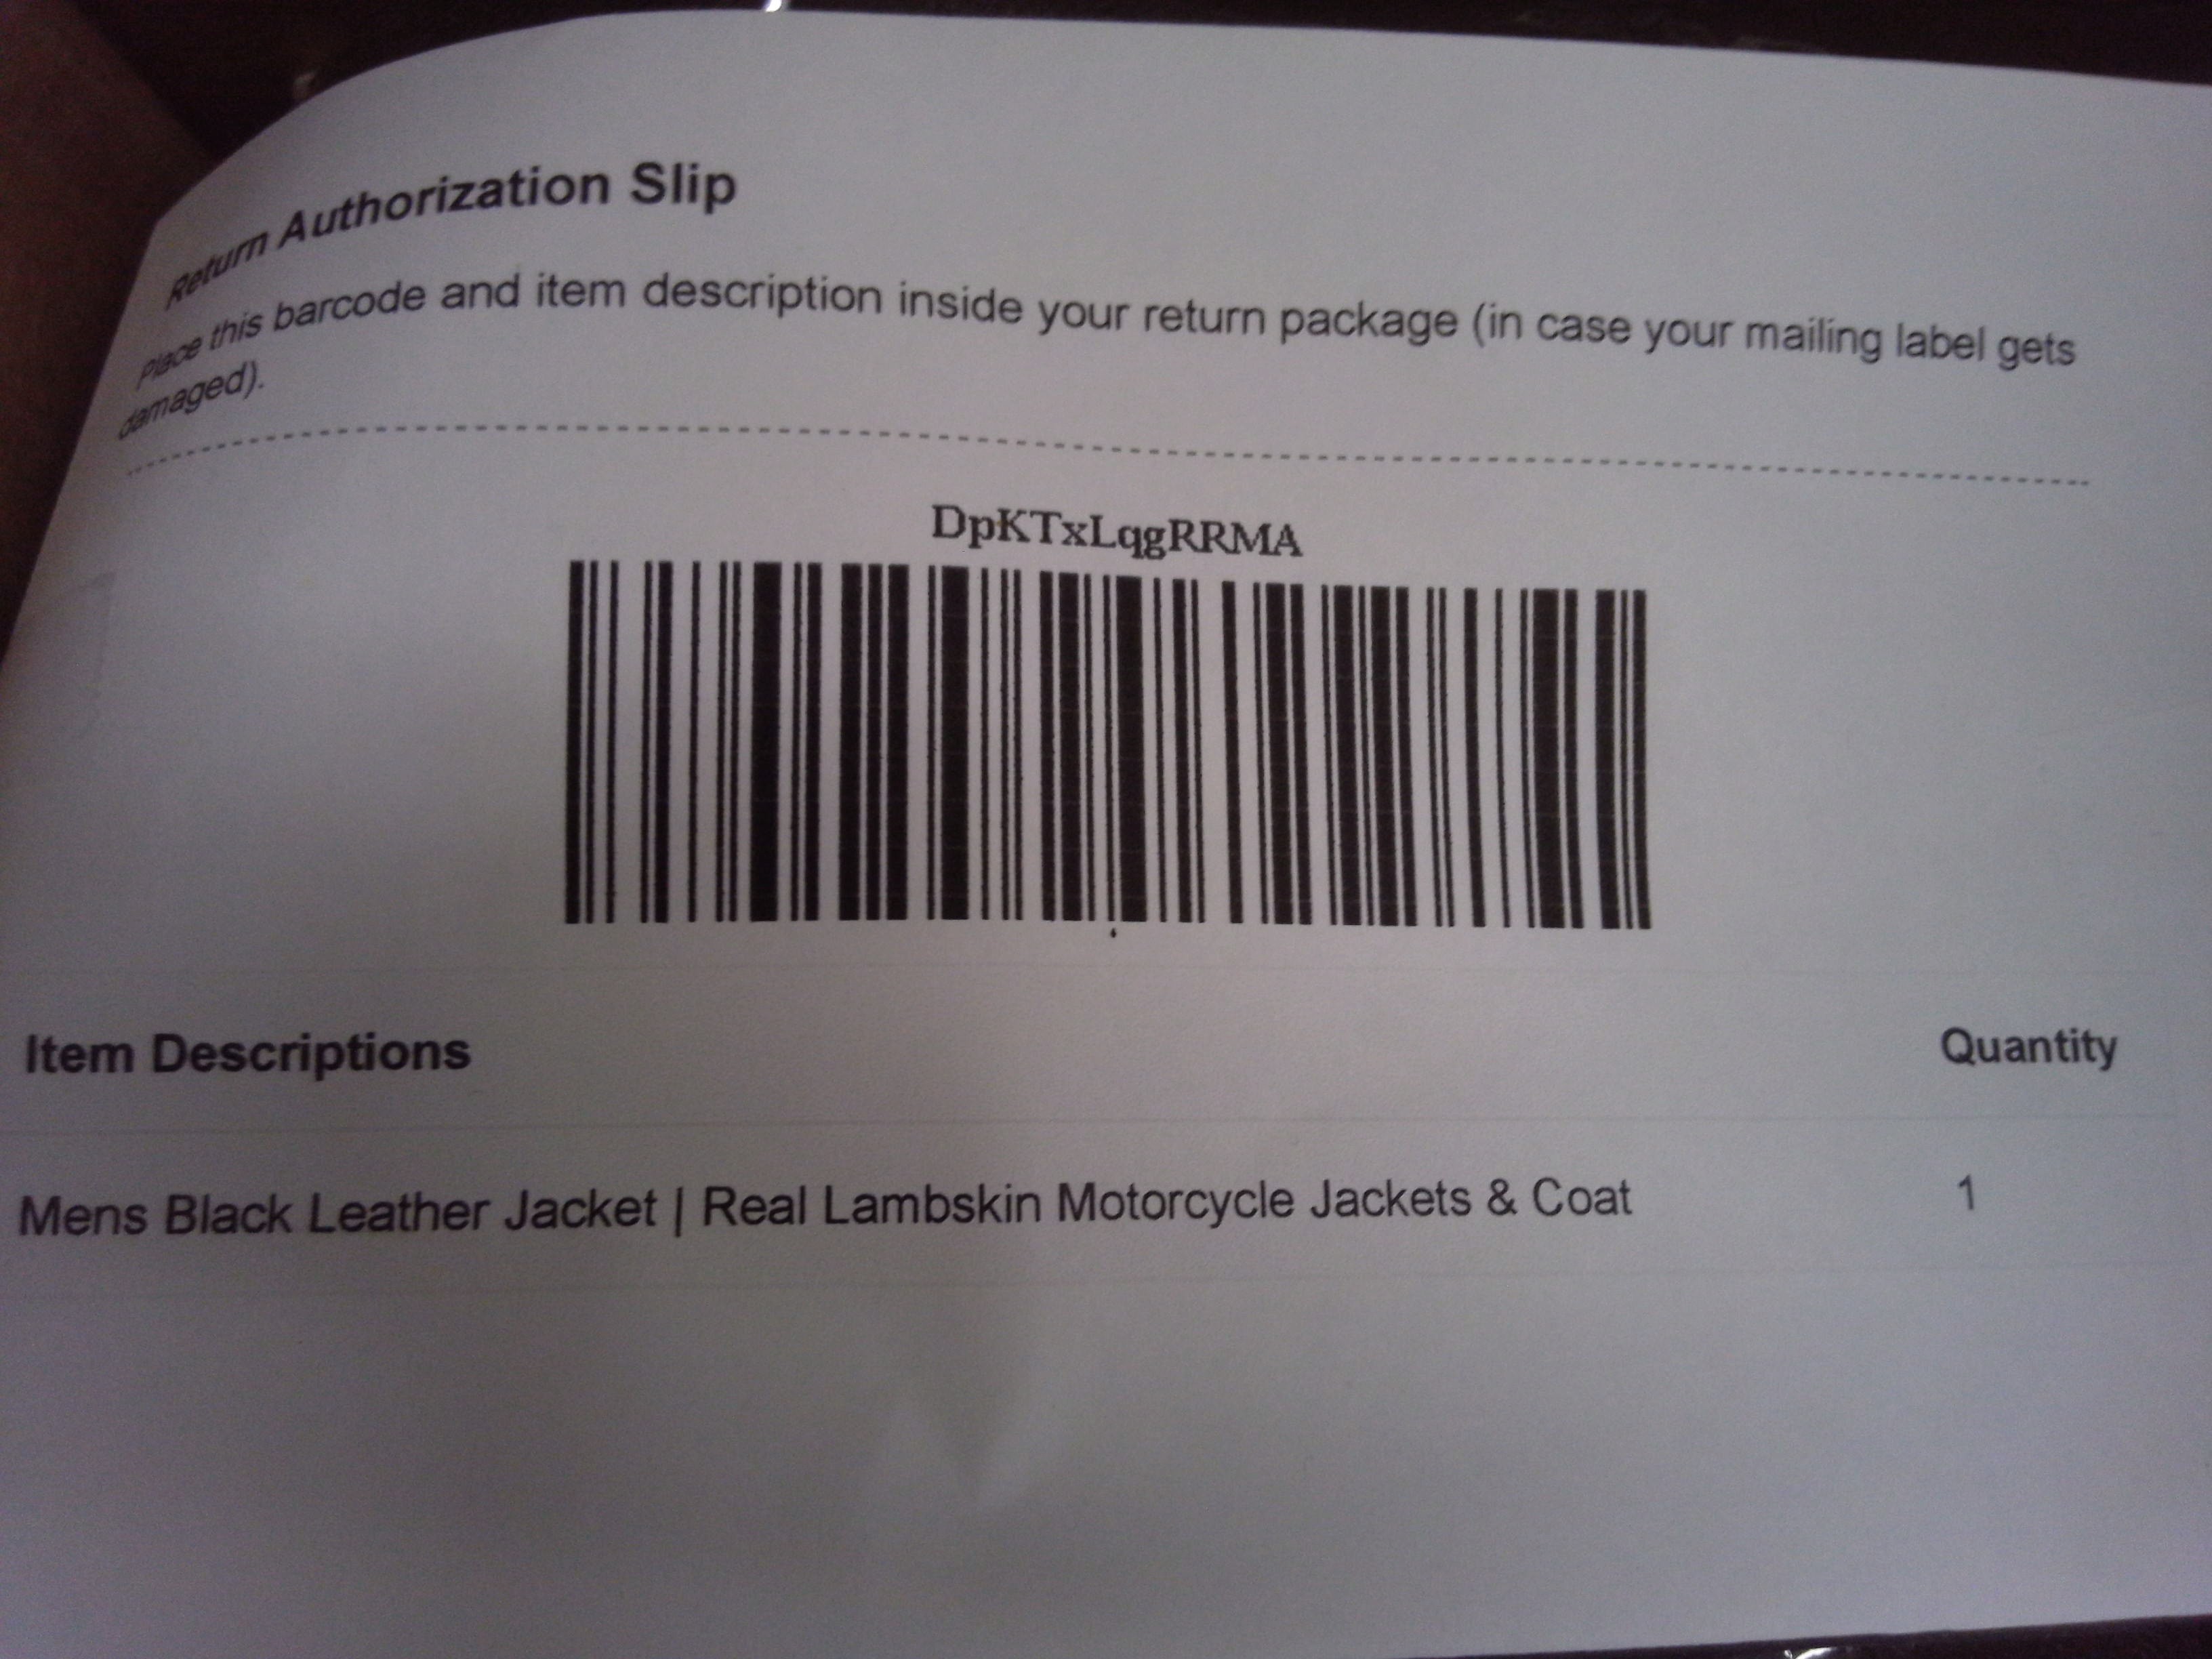 Return Authorization Slip
Place this barcode and item description inside your return package (in case your mailing label gets
damaged).
DpKTxLqgRRMA
Item Descriptions Quantity
Mens Black Leather Jacket | Real Lambskin Motorcycle Jackets & Coat 1